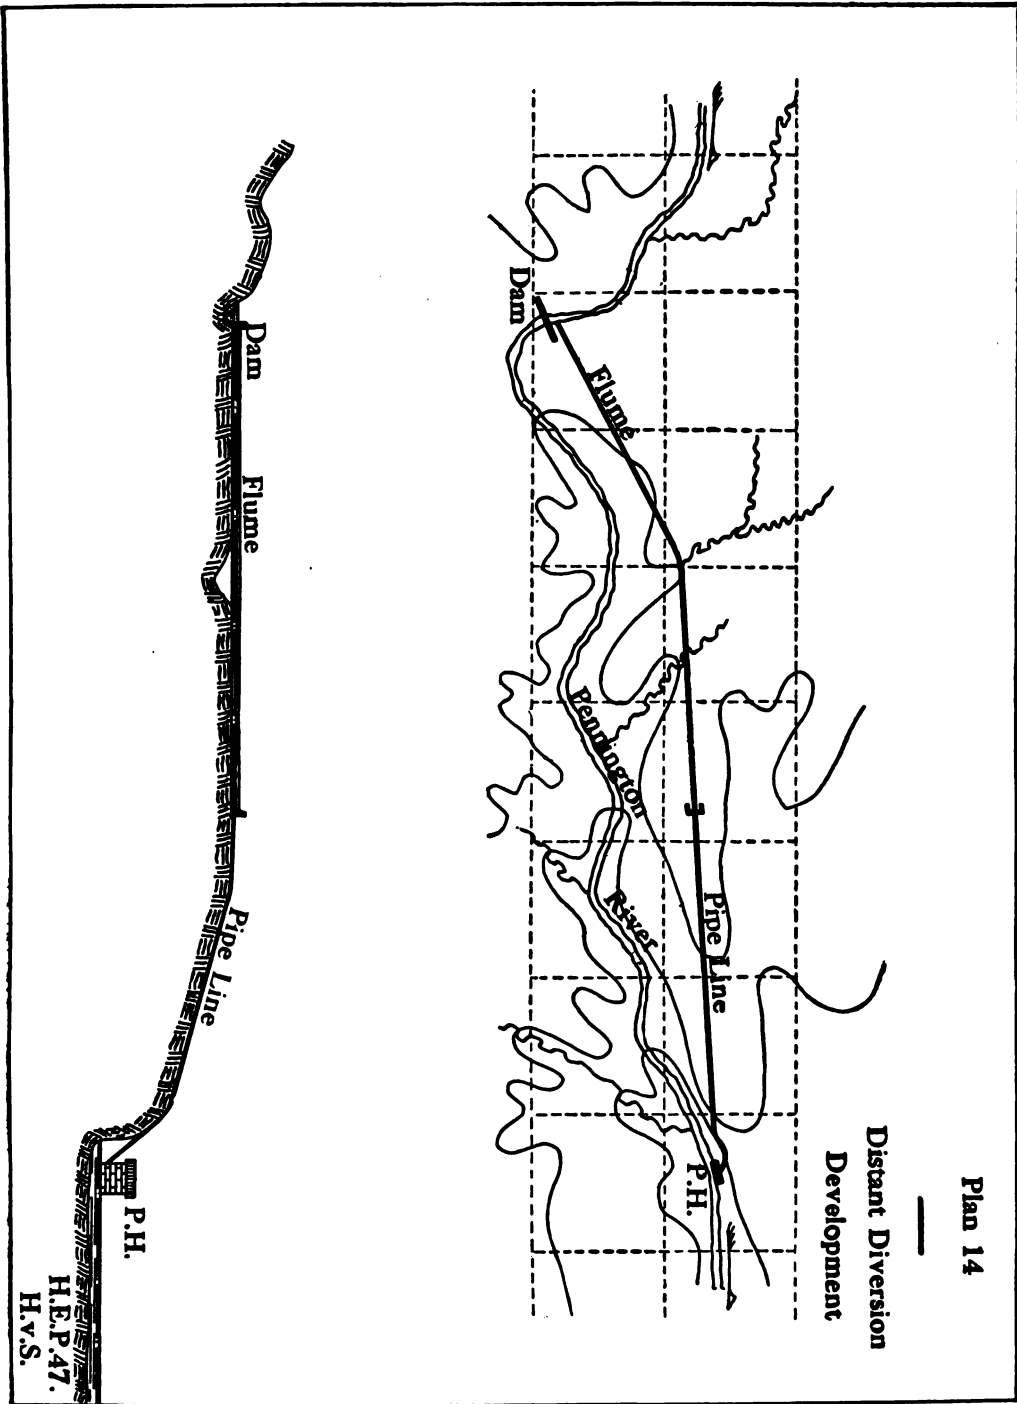 Plan 14
Distant Diversion
Development
Dam
Flume
Pennington
River
Pipe Line
P.H.
Dam
Flume
Pipe Line
P.H.
H.E.P.47.
H.v.S.